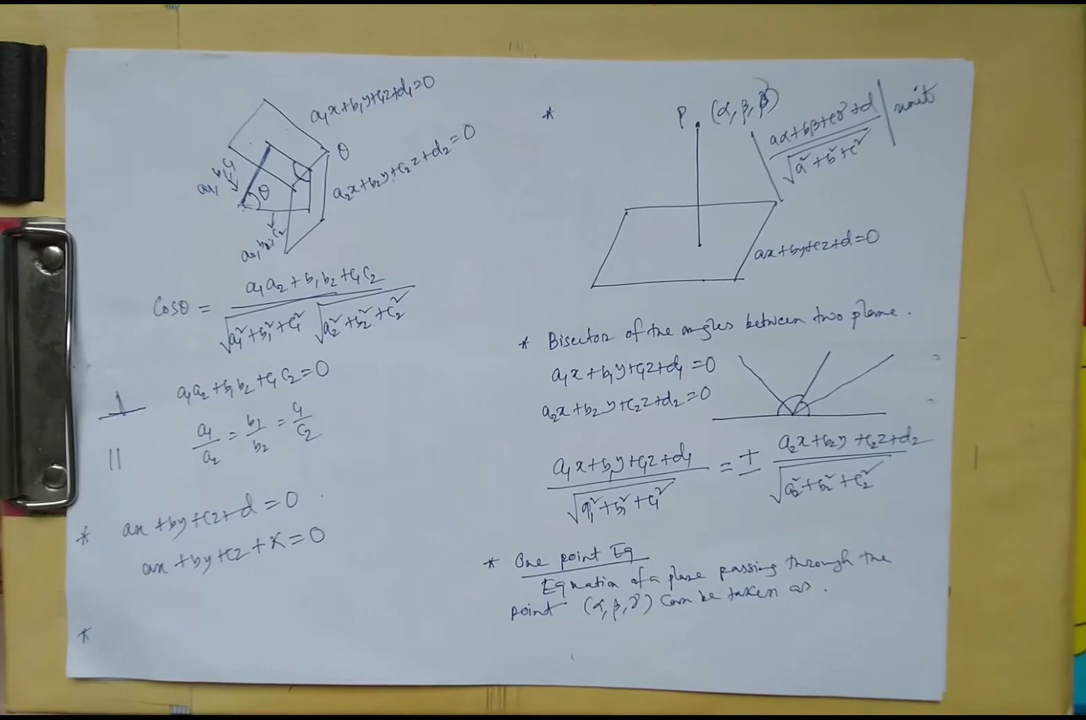 a₁x+b₁y+c₁z+d₁=0
θ
a₂x+b₂y+c₂z+d₂=0
a₁, b₁, c₁
θ
a₂, b₂, c₂
Cosθ = (a₁a₂+b₁b₂+c₁c₂)/(√(a₁²+b₁²+c₁²) √(a₂²+b₂²+c₂²))
⊥ a₁a₂+b₁b₂+c₁c₂=0
|| a₁/a₂ = b₁/b₂ = c₁/c₂
* ax+by+cz+d=0
ax+by+cz+K=0
*
* P (α, β, γ)
|(aα+bβ+cγ+d)/√(a²+b²+c²)| unit
ax+by+cz+d=0
* Bisector of the angles between two plane.
a₁x+b₁y+c₁z+d₁=0
a₂x+b₂y+c₂z+d₂=0
(a₁x+b₁y+c₁z+d₁)/√(a₁²+b₁²+c₁²) = ± (a₂x+b₂y+c₂z+d₂)/√(a₂²+b₂²+c₂²)
* One point Eq
Equation of a plane passing through the
point (α, β, γ) can be taken as.